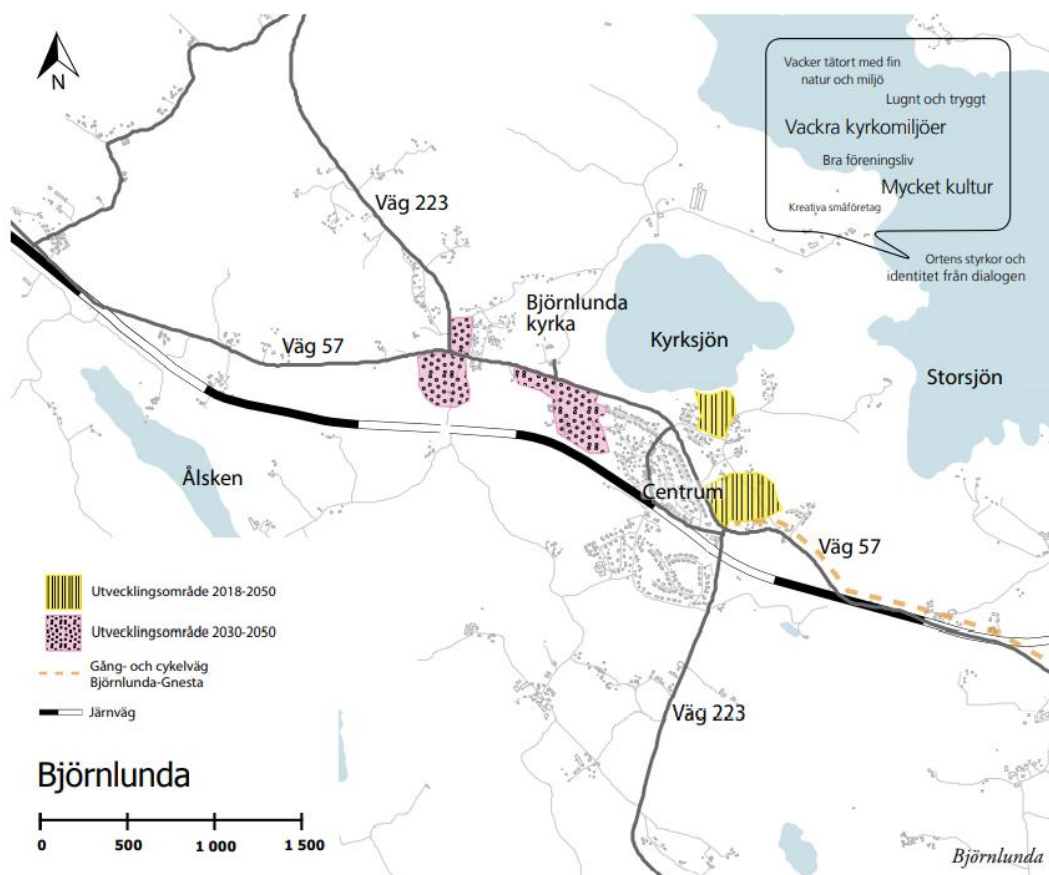 N
Vacker tätort med fin
natur och miljö
Lugnt och tryggt
Vackra kyrkomiljöer
Bra föreningsliv
Mycket kultur
Kreativa småföretag
Ortens styrkor och
identitet från dialogen
Väg 223
Björnlunda
kyrka
Kyrksjön
Väg 57
Storsjön
Ålsken
Centrum
Väg 57
Väg 223
Utvecklingsområde 2018-2050
Utvecklingsområde 2030-2050
Gång- och cykelväg
Björnlunda-Gnesta
Järnväg
Björnlunda
0 500 1 000 1 500
Björnlunda